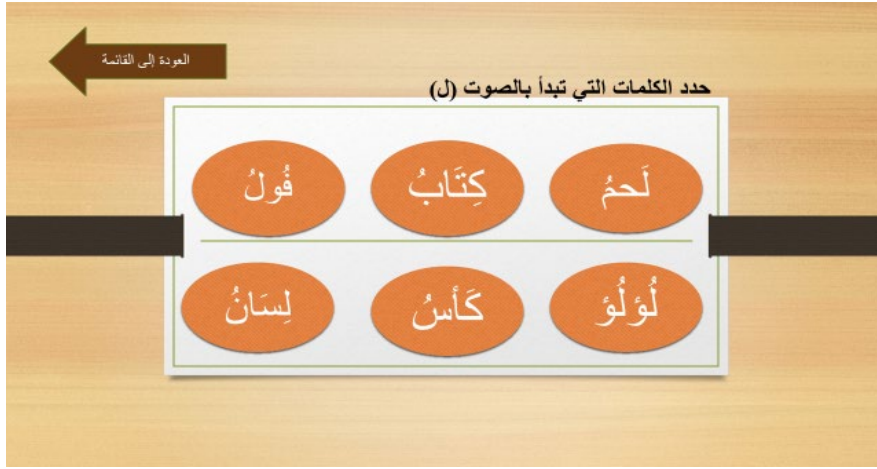 العودة إلى القائمة
حدد الكلمات التي تبدأ بالصوت (ل)
لَحمُ كِتَابُ فُولُ
لُؤلُؤ كَأسُ لِسَانُ